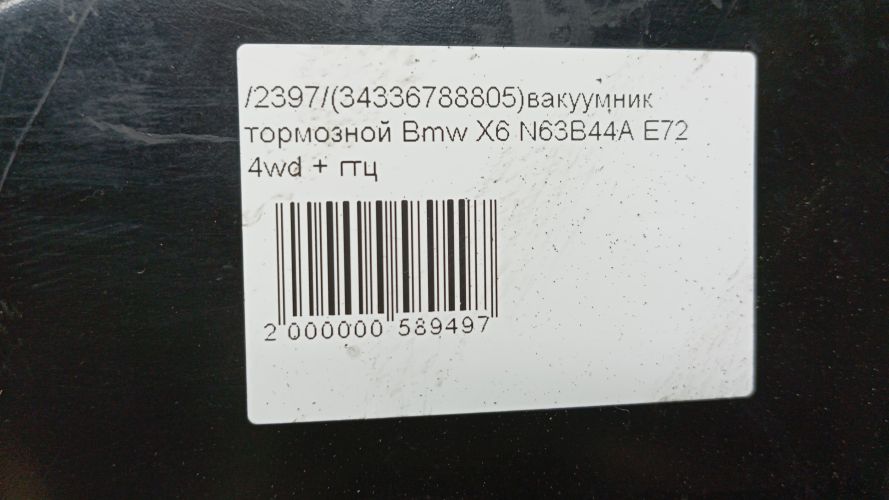 /2397/(34336788805)вакуумник
тормозной Bmw X6 N63B44A E72
4wd + гтц
2 000000 589497